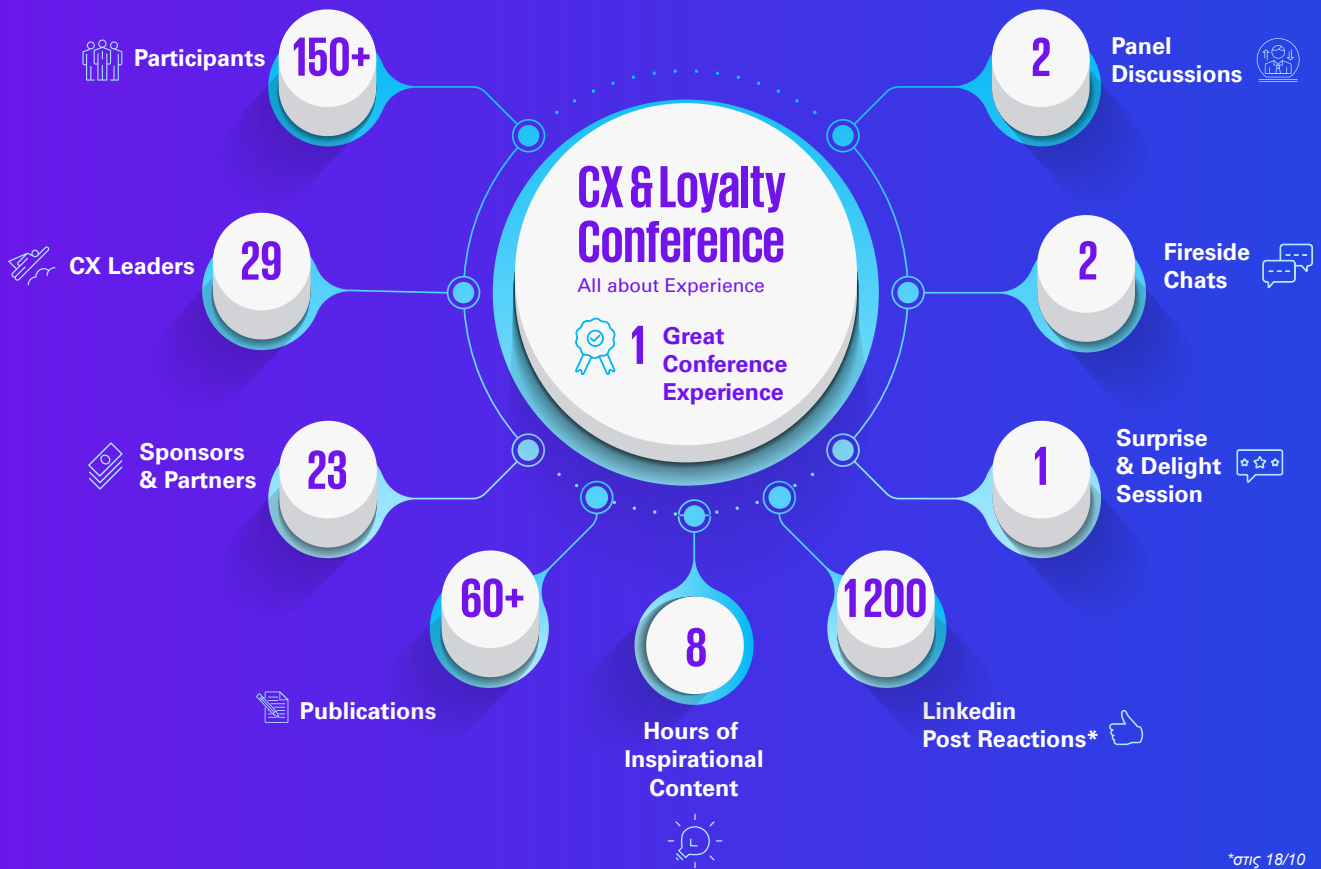 CX & Loyalty
Conference
All about Experience
1
Great
Conference
Experience
Participants
150+
CX Leaders
29
Sponsors
& Partners
23
60+
Publications
8
Hours of
Inspirational
Content
1200
Linkedin
Post Reactions*
1
Surprise
& Delight
Session
2
Fireside
Chats
2
Panel
Discussions
*στις 18/10